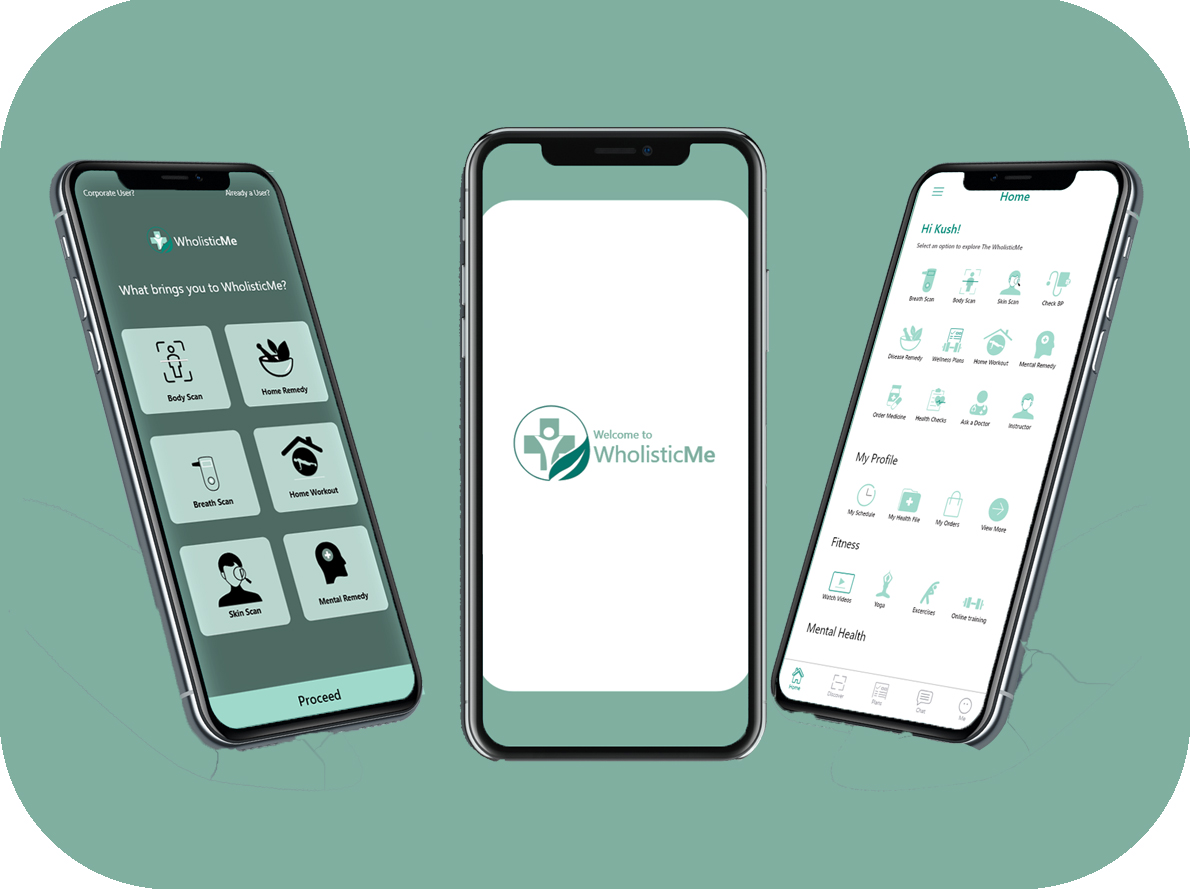 Corporate User?
Already a User?
WholisticMe
What brings you to WholisticMe?
Body Scan
Home Remedy
Breath Scan
Home Workout
Skin Scan
Mental Remedy
Proceed
Welcome to
WholisticMe
Home
Hi Kush!
Select an option to explore The WholisticMe
Breath Scan
Body Scan
Skin Scan
Check BP
Disease Remedy
Wellness Plans
Home Workout
Mental Remedy
Order Medicine
Health Checks
Ask a Doctor
Instructor
My Profile
My Schedule
My Health File
My Orders
View More
Fitness
Watch Videos
Yoga
Excercises
Online training
Mental Health
Home
Discover
Plans
Chat
Me